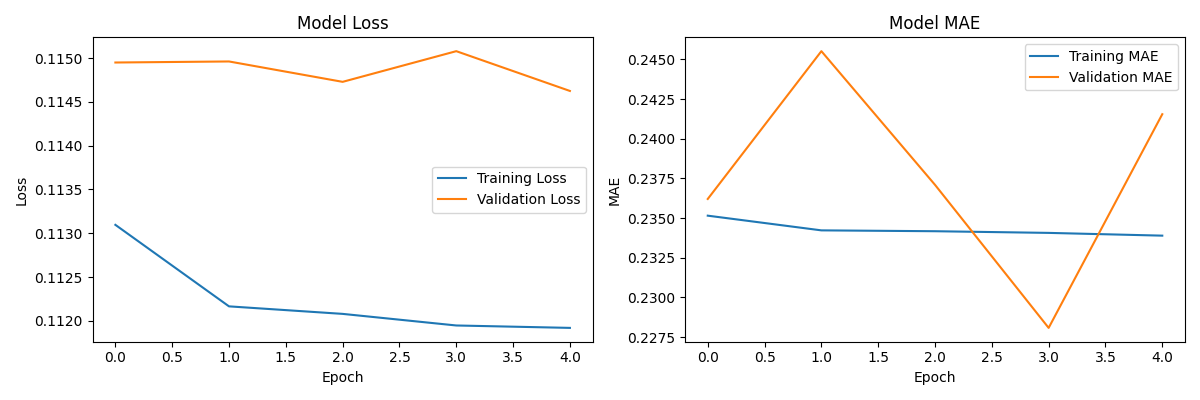 Model Loss
0.1150
0.1145
0.1140
0.1135
0.1130
0.1125
0.1120
Loss
Training Loss
Validation Loss
0.0 0.5 1.0 1.5 2.0 2.5 3.0 3.5 4.0
Epoch
Model MAE
0.2450
0.2425
0.2400
0.2375
0.2350
0.2325
0.2300
0.2275
MAE
Training MAE
Validation MAE
0.0 0.5 1.0 1.5 2.0 2.5 3.0 3.5 4.0
Epoch